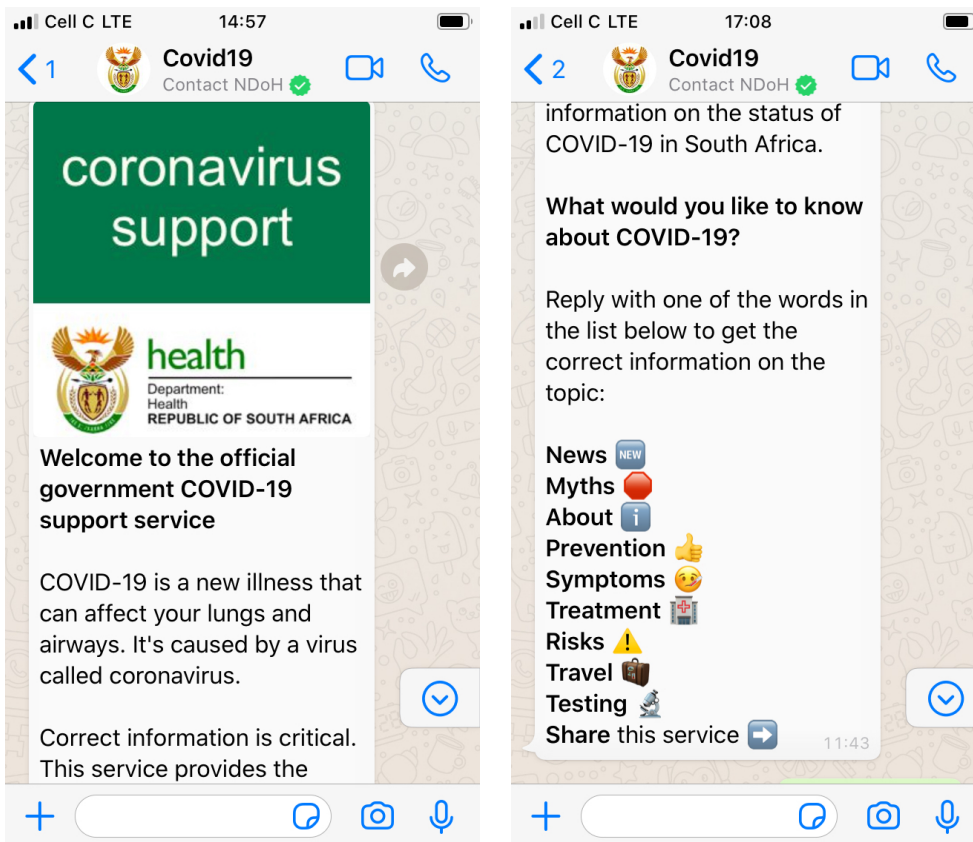 Cell C LTE 14:57
1
Covid19
Contact NDoH
coronavirus
support
health
Department:
Health
REPUBLIC OF SOUTH AFRICA
Welcome to the official
government COVID-19
support service
COVID-19 is a new illness that
can affect your lungs and
airways. It's caused by a virus
called coronavirus.
Correct information is critical.
This service provides the
Cell C LTE 17:08
2
Covid19
Contact NDoH
information on the status of
COVID-19 in South Africa.
What would you like to know
about COVID-19?
Reply with one of the words in
the list below to get the
correct information on the
topic:
News 🆕
Myths 🛑
About ℹ️
Prevention 👍
Symptoms 🤒
Treatment 🏥
Risks ⚠️
Travel 🧳
Testing 🔬
Share this service ➡️
11:43